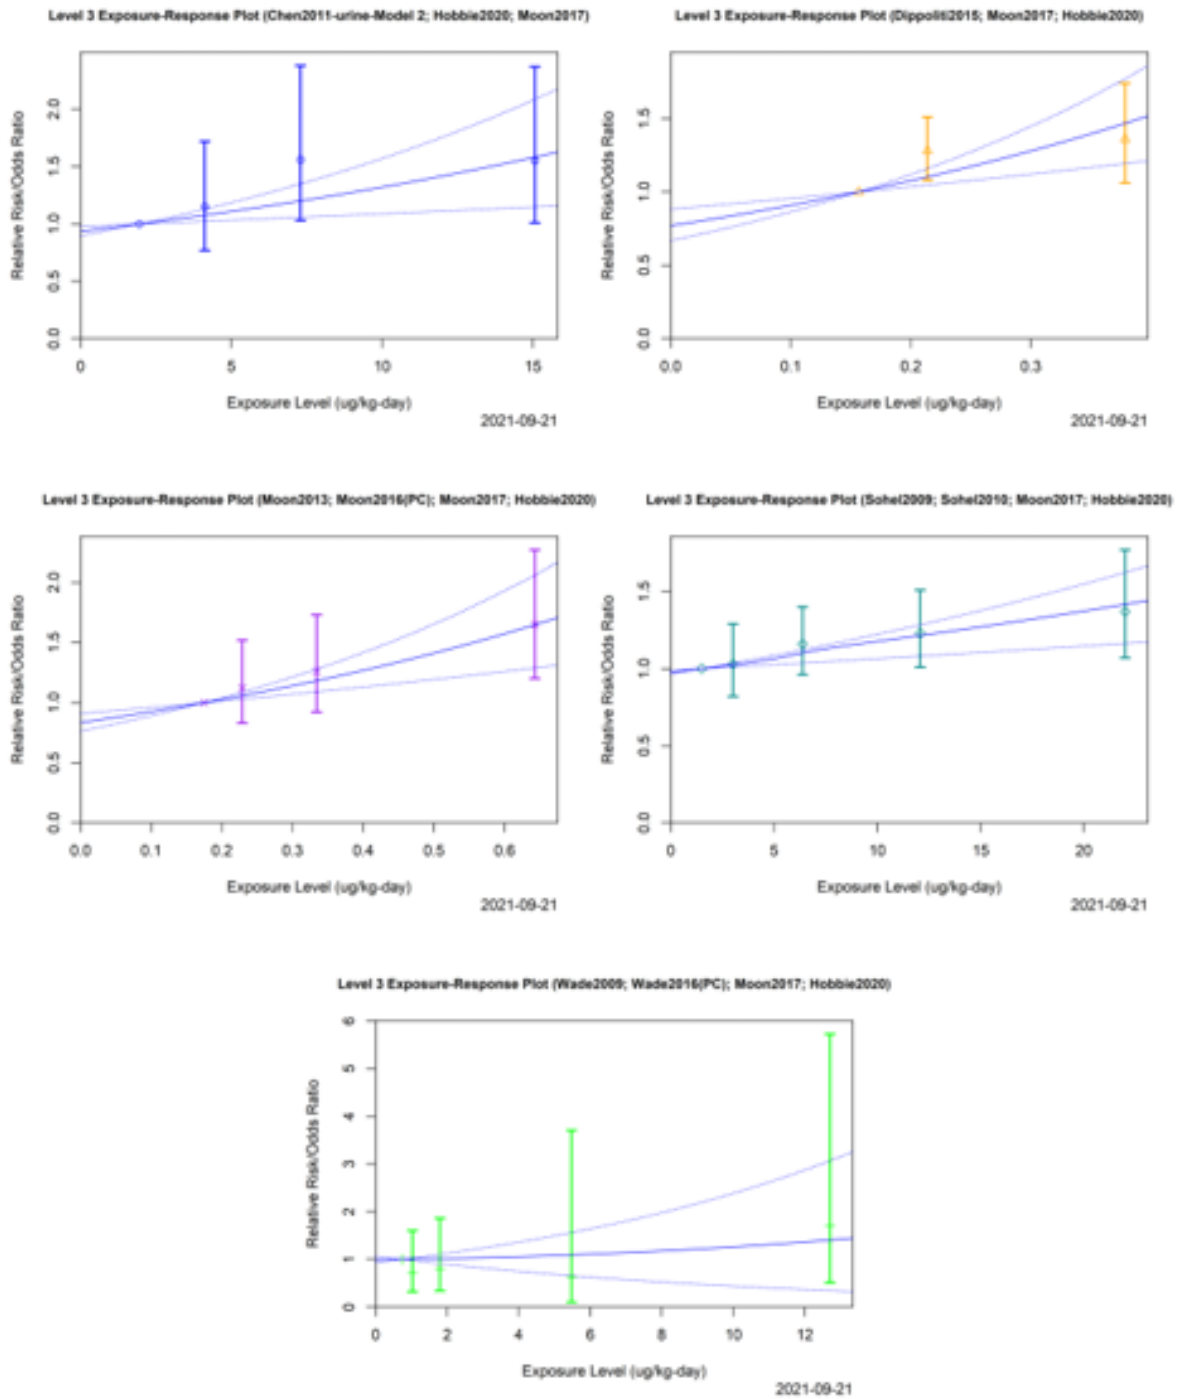 Level 3 Exposure-Response Plot (Chen2011-urine-Model 2; Hobbie2020; Moon2017)
Relative Risk/Odds Ratio
0.0 0.5 1.0 1.5 2.0
0 5 10 15
Exposure Level (ug/kg-day)
2021-09-21
Level 3 Exposure-Response Plot (Dippoliti2015; Moon2017; Hobbie2020)
Relative Risk/Odds Ratio
0.0 0.5 1.0 1.5
0.0 0.1 0.2 0.3
Exposure Level (ug/kg-day)
2021-09-21
Level 3 Exposure-Response Plot (Moon2013; Moon2016(PC); Moon2017; Hobbie2020)
Relative Risk/Odds Ratio
0.0 0.5 1.0 1.5 2.0
0.0 0.1 0.2 0.3 0.4 0.5 0.6
Exposure Level (ug/kg-day)
2021-09-21
Level 3 Exposure-Response Plot (Sohel2009; Sohel2010; Moon2017; Hobbie2020)
Relative Risk/Odds Ratio
0.0 0.5 1.0 1.5
0 5 10 15 20
Exposure Level (ug/kg-day)
2021-09-21
Level 3 Exposure-Response Plot (Wade2009; Wade2016(PC); Moon2017; Hobbie2020)
Relative Risk/Odds Ratio
0 1 2 3 4 5 6
0 2 4 6 8 10 12
Exposure Level (ug/kg-day)
2021-09-21